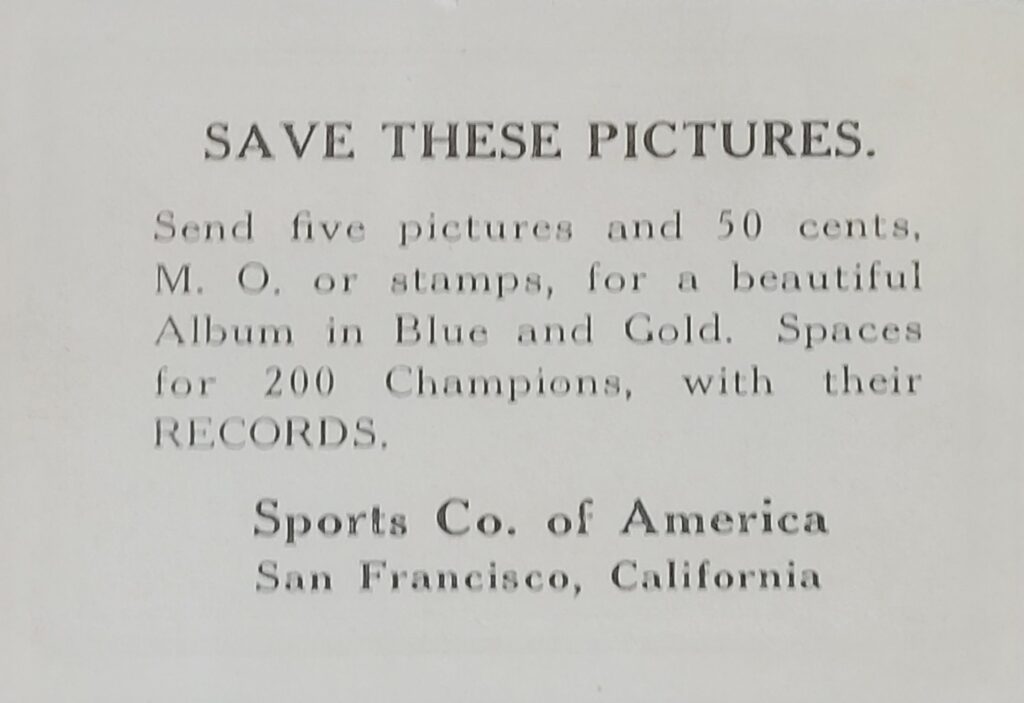 SAVE THESE PICTURES.
Send five pictures and 50 cents,
M. O. or stamps, for a beautiful
Album in Blue and Gold. Spaces
for 200 Champions, with their
RECORDS.
Sports Co. of America
San Francisco, California